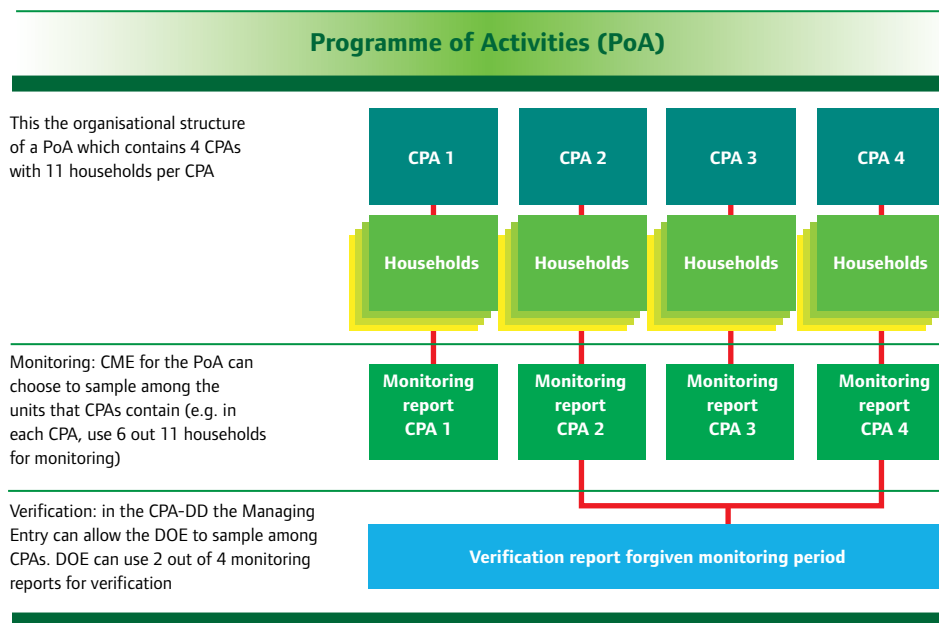 Programme of Activities (PoA)
This the organisational structure
of a PoA which contains 4 CPAs
with 11 households per CPA
CPA 1
CPA 2
CPA 3
CPA 4
Households
Households
Households
Households
Monitoring: CME for the PoA can
choose to sample among the
units that CPAs contain (e.g. in
each CPA, use 6 out 11 households
for monitoring)
Monitoring
report
CPA 1
Monitoring
report
CPA 2
Monitoring
report
CPA 3
Monitoring
report
CPA 4
Verification: in the CPA-DD the Managing
Entry can allow the DOE to sample among
CPAs. DOE can use 2 out of 4 monitoring
reports for verification
Verification report forgiven monitoring period